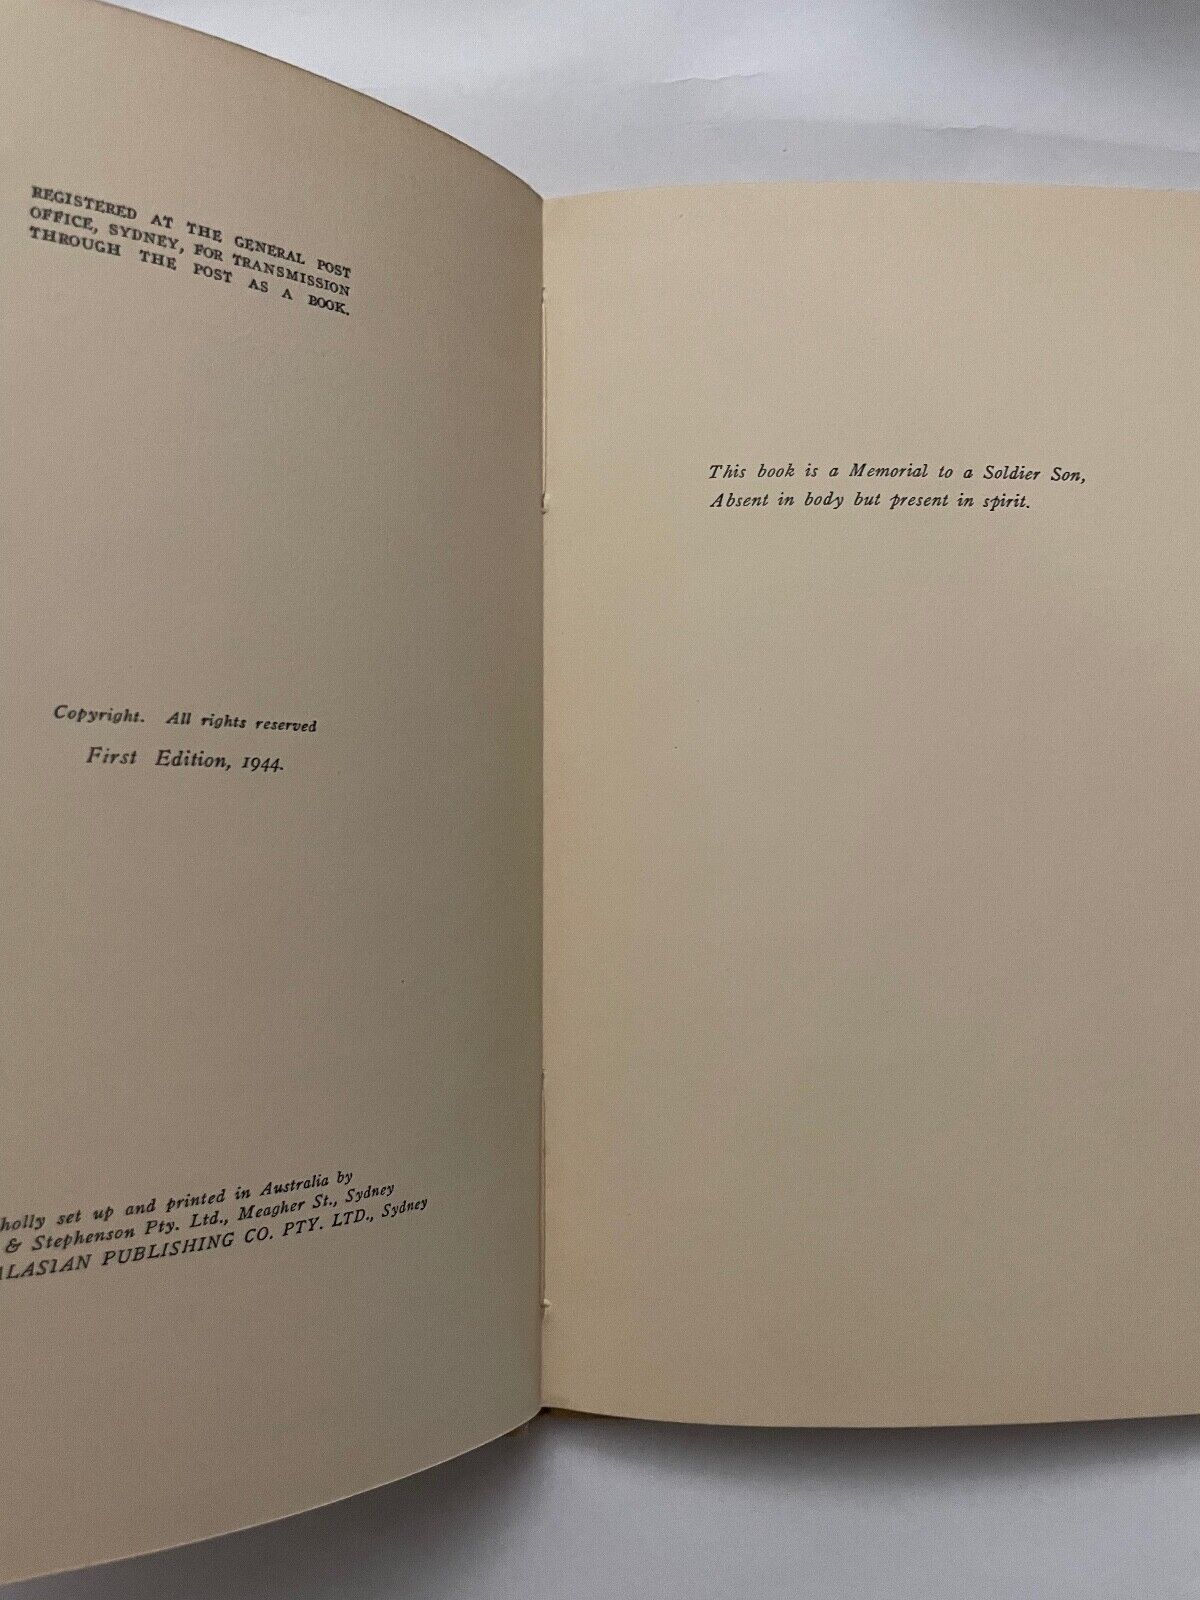 REGISTERED AT THE GENERAL POST
OFFICE, SYDNEY, FOR TRANSMISSION
THROUGH THE POST AS A BOOK.
Copyright. All rights reserved
First Edition, 1944.
set up and printed in Australia by
& Stephenson Pty. Ltd., Meagher St., Sydney
PUBLISHING CO. PTY. LTD., Sydney
This book is a Memorial to a Soldier Son,
Absent in body but present in spirit.